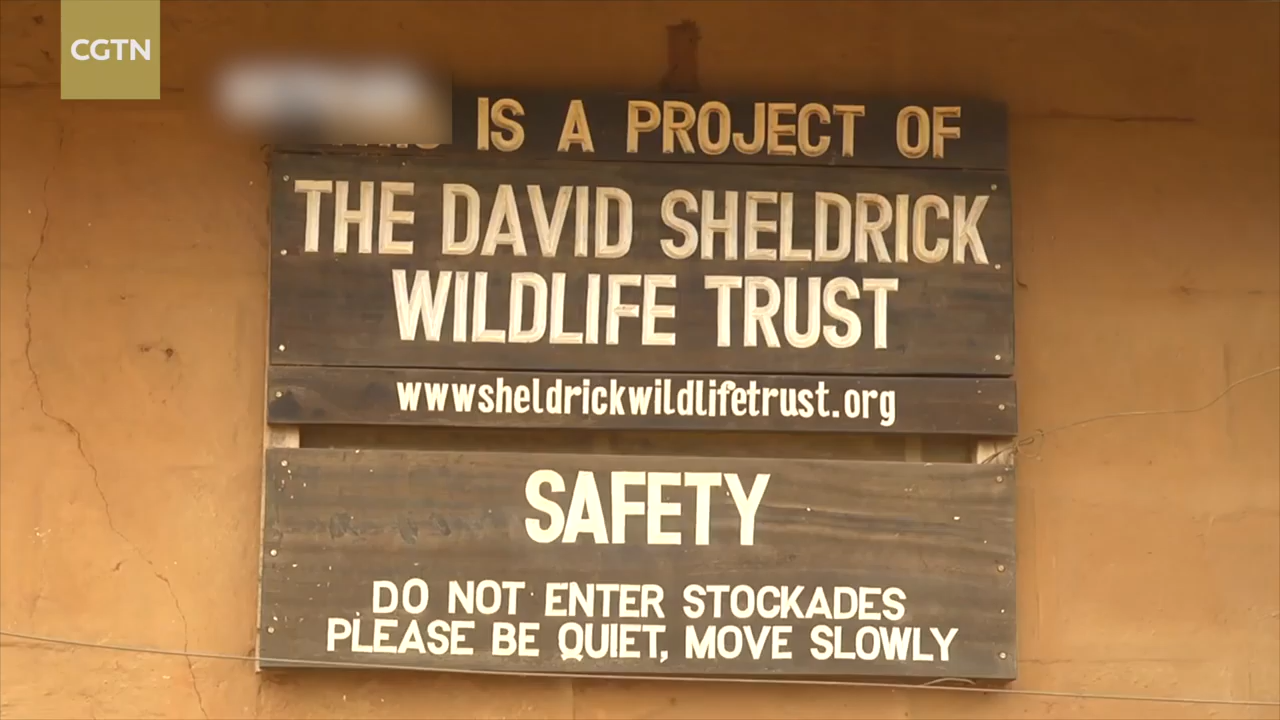 CGTN
IS A PROJECT OF
THE DAVID SHELDRICK
WILDLIFE TRUST
wwwsheldrickwildlifetrust.org
SAFETY
DO NOT ENTER STOCKADES
PLEASE BE QUIET, MOVE SLOWLY